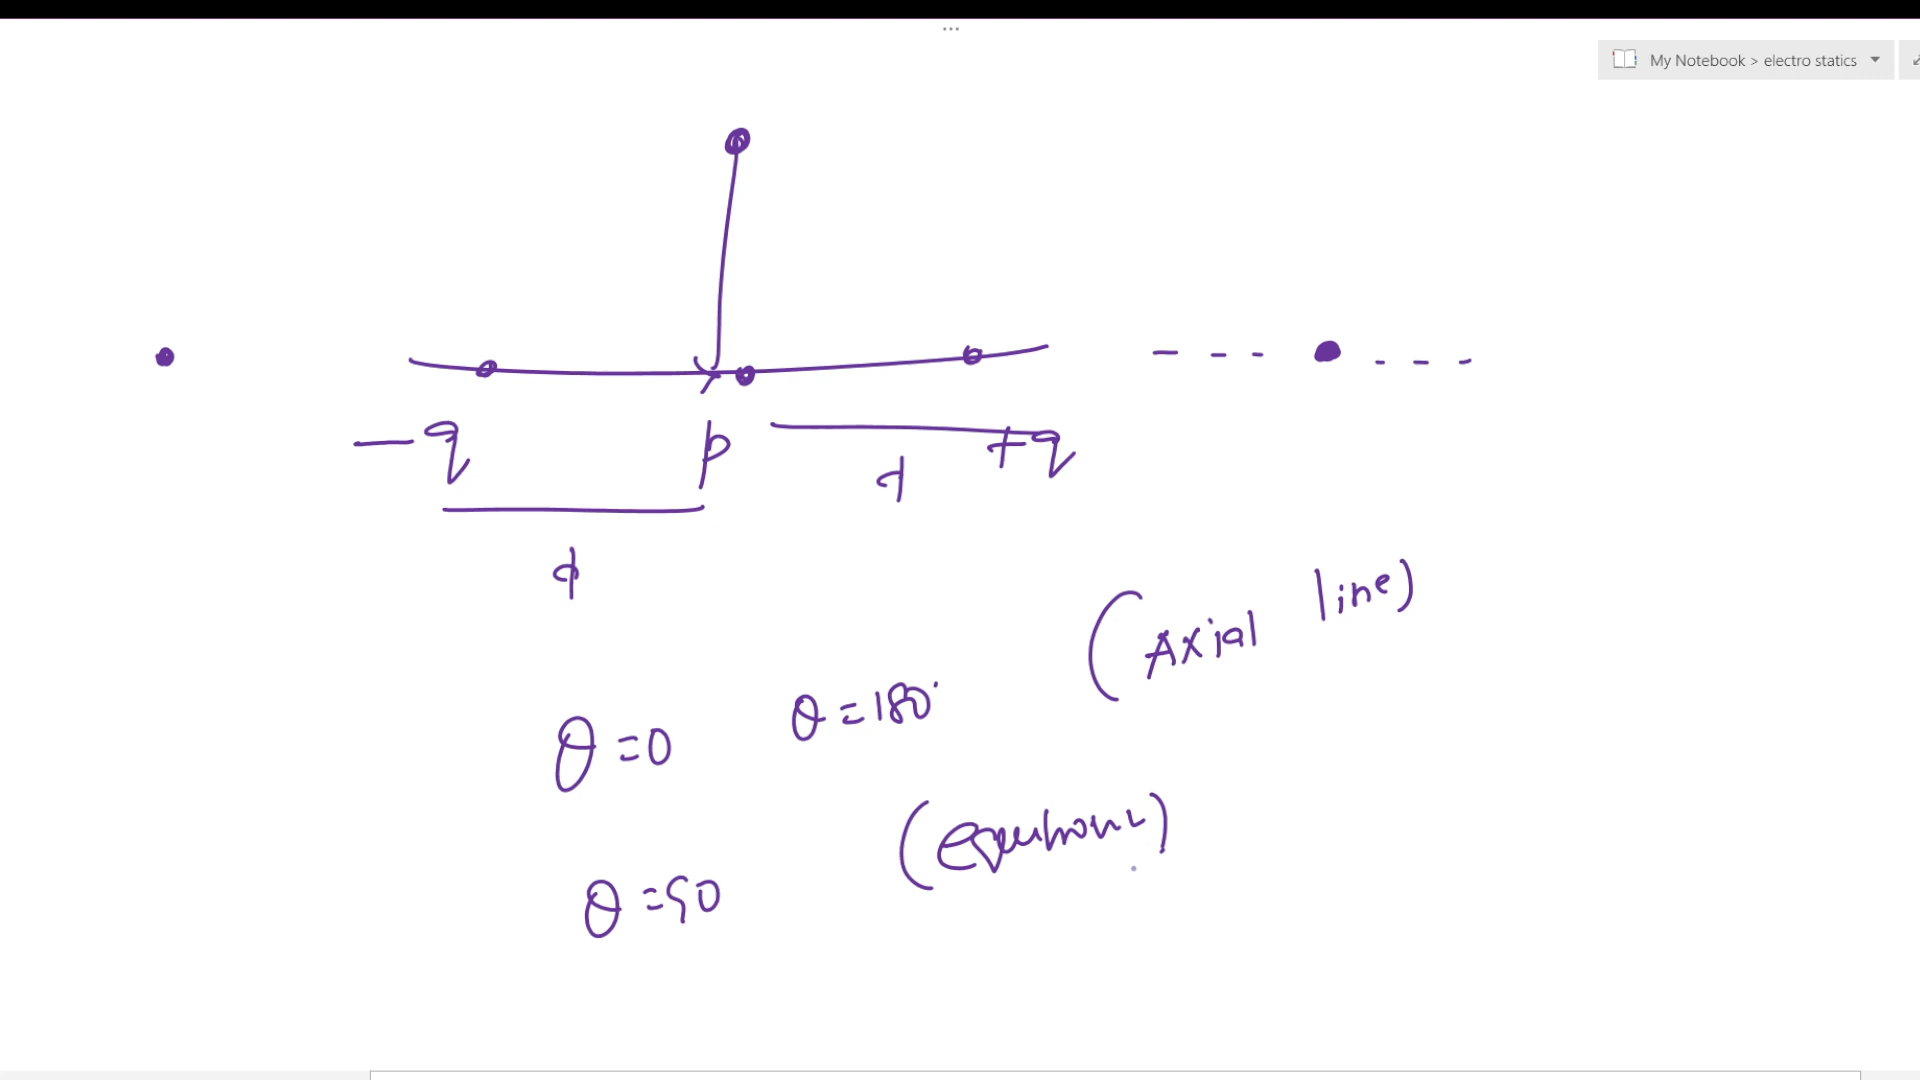 My Notebook > electro statics
-q p +q
d
d
(Axial line)
θ=0 θ=180°
θ=90